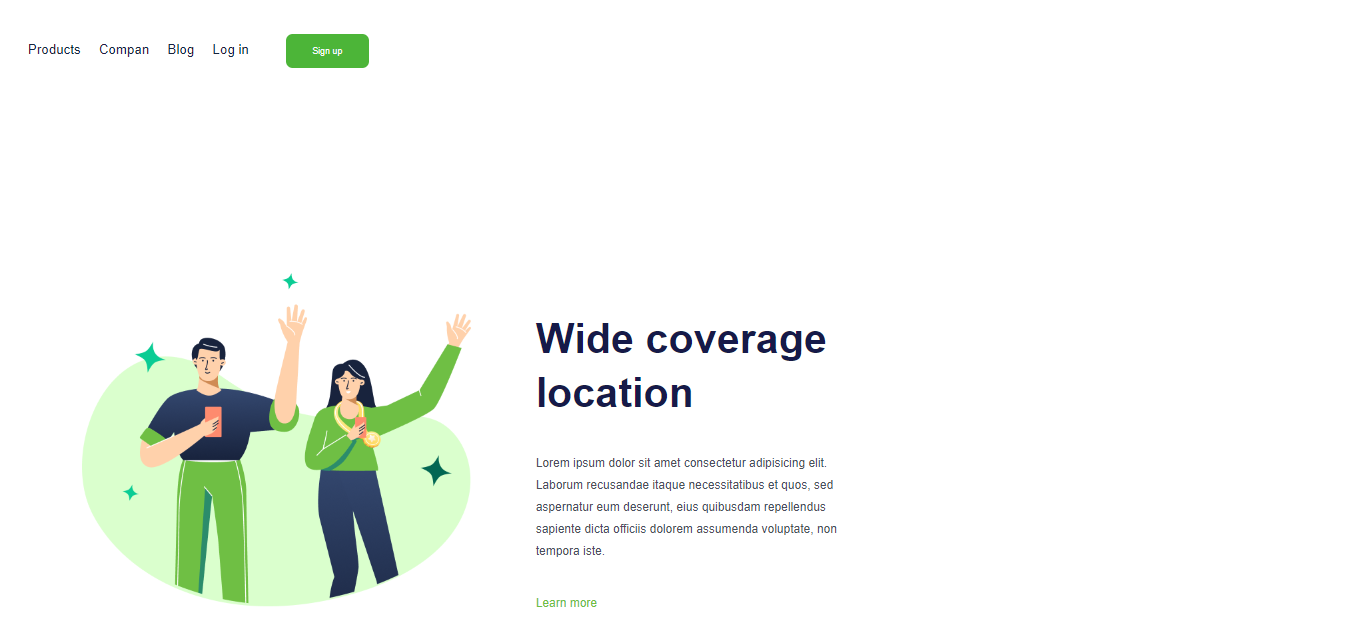 Products Compan Blog Log in Sign up
Wide coverage
location
Lorem ipsum dolor sit amet consectetur adipisicing elit.
Laborum recusandae itaque necessitatibus et quos, sed
aspernatur eum deserunt, eius quibusdam repellendus
sapiente dicta officiis dolorem assumenda voluptate, non
tempora iste.
Learn more